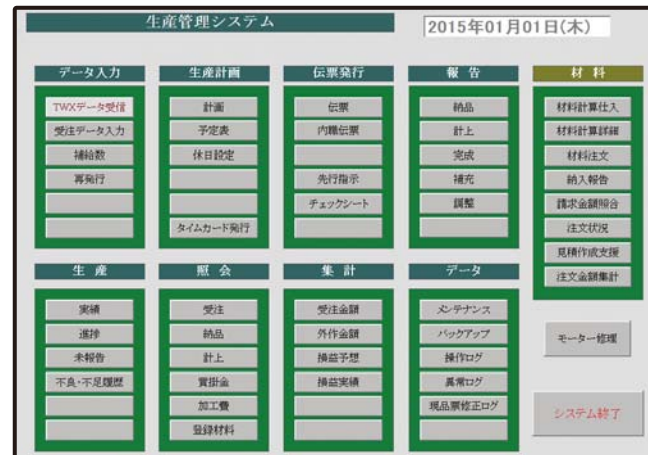 生産管理システム
2015年01月01日(木)
データ入力
TWXデータ受信
受注データ入力
補給数
再発行
生産計画
計画
予定表
休日設定
タイムカード発行
伝票発行
伝票
内職伝票
先行指示
チェックシート
報告
納品
計上
完成
補充
調整
材料
材料計算仕入
材料計算詳細
材料注文
納入報告
請求金額照合
注文状況
見積作成支援
注文金額集計
生産
実績
進捗
未報告
不良・不足履歴
照会
受注
納品
計上
買掛金
加工費
登録材料
集計
受注金額
外作金額
損益予想
損益実績
データ
メンテナンス
バックアップ
操作ログ
異常ログ
現品票修正ログ
モーター修理
システム終了